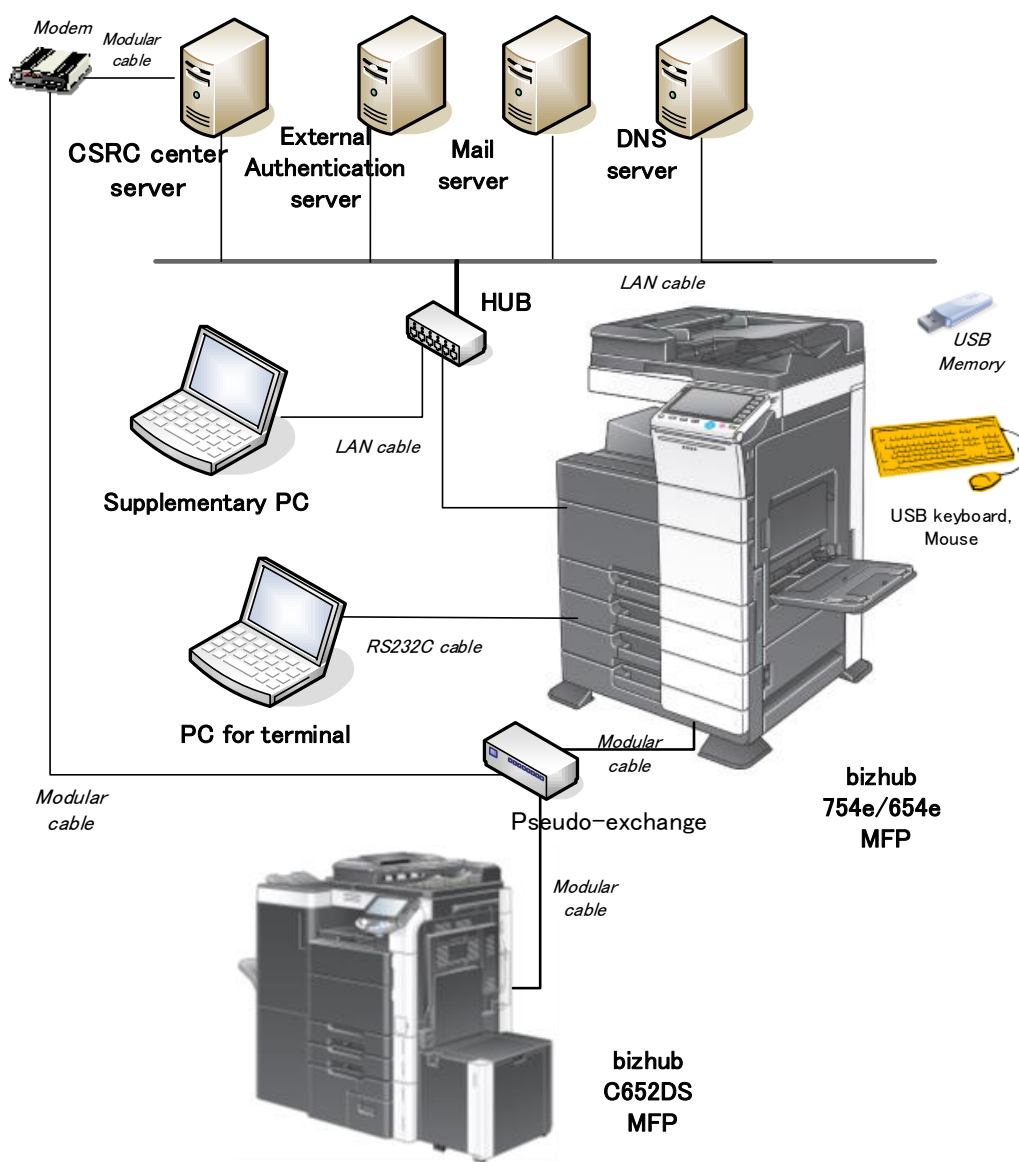 Modem
Modular
cable
CSRC center
server
External
Authentication
server
Mail
server
DNS
server
LAN cable
HUB
USB
Memory
LAN cable
Supplementary PC
USB keyboard,
Mouse
RS232C cable
PC for terminal
Modular
cable
bizhub
754e/654e
MFP
Modular
cable
Pseudo-exchange
Modular
cable
bizhub
C652DS
MFP